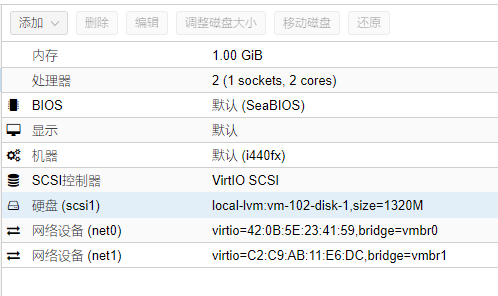 添加 删除 编辑 调整磁盘大小 移动磁盘 还原
内存 1.00 GiB
处理器 2 (1 sockets, 2 cores)
BIOS 默认 (SeaBIOS)
显示 默认
机器 默认 (i440fx)
SCSI控制器 VirtIO SCSI
硬盘 (scsi1) local-lvm:vm-102-disk-1,size=1320M
网络设备 (net0) virtio=42:0B:5E:23:41:59,bridge=vmbr0
网络设备 (net1) virtio=C2:C9:AB:11:E6:DC,bridge=vmbr1